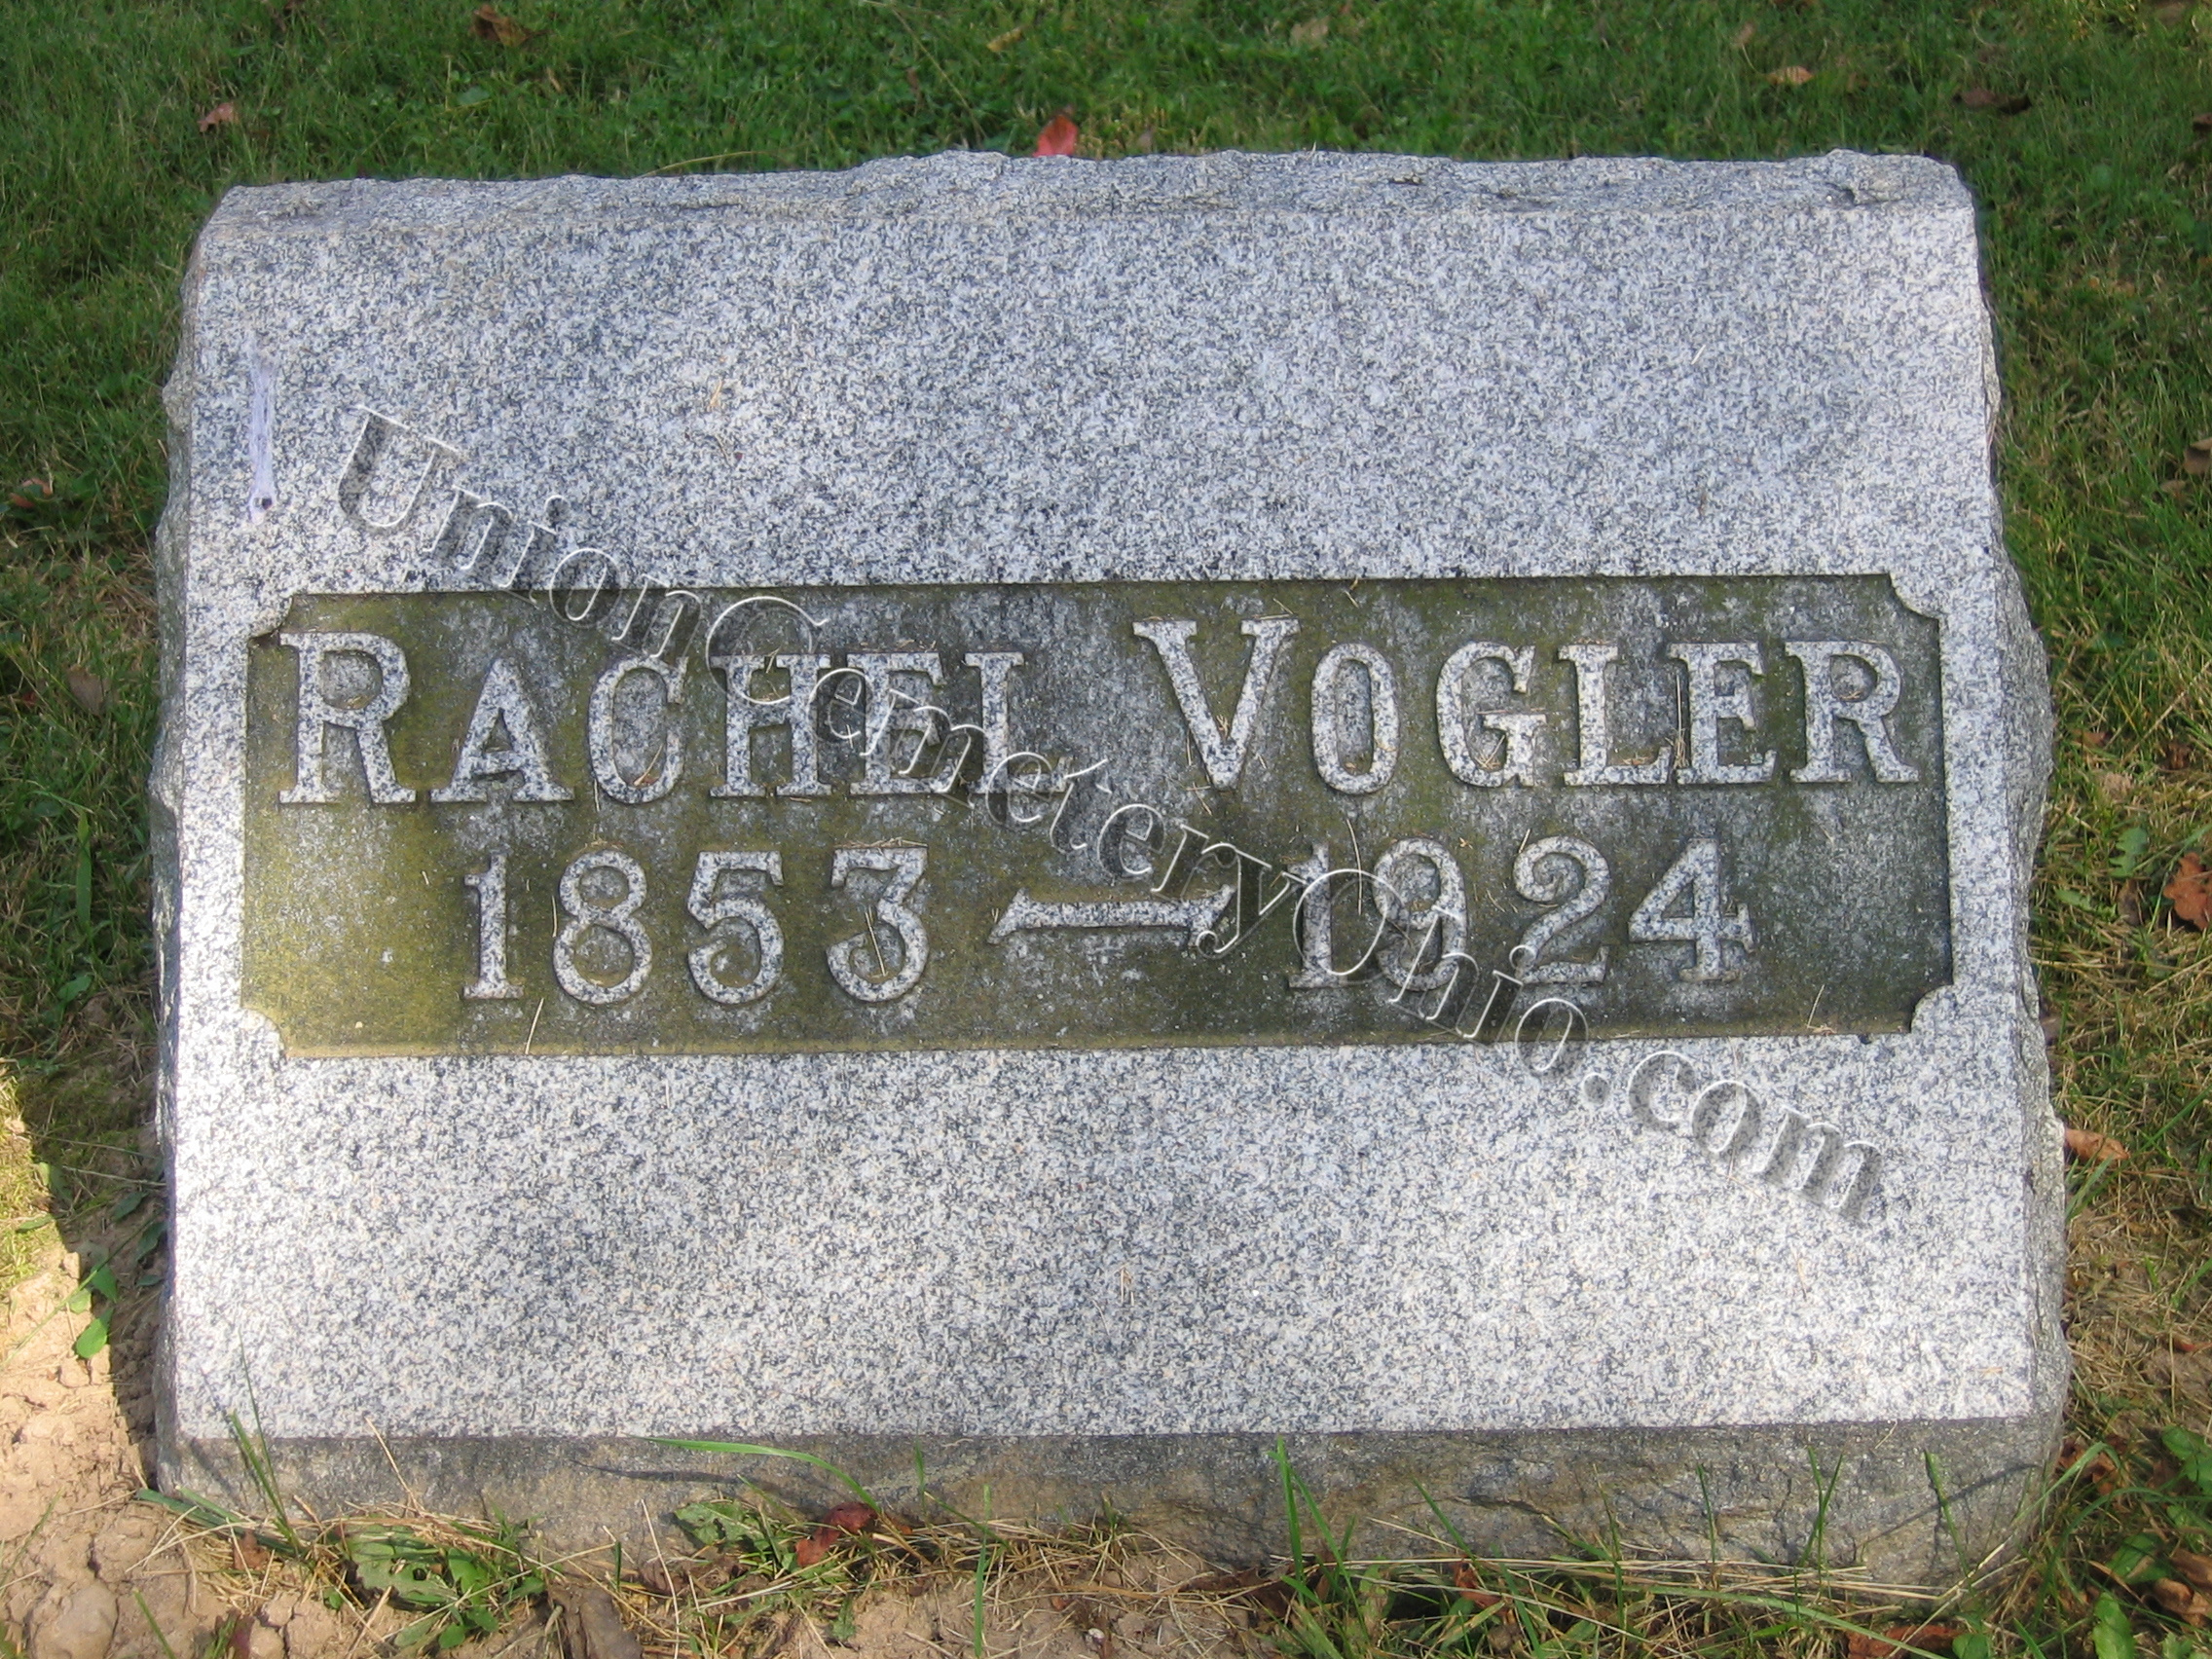 RACHEL VOGLER
1853 — 1924
UnionCemeteryOhio.com